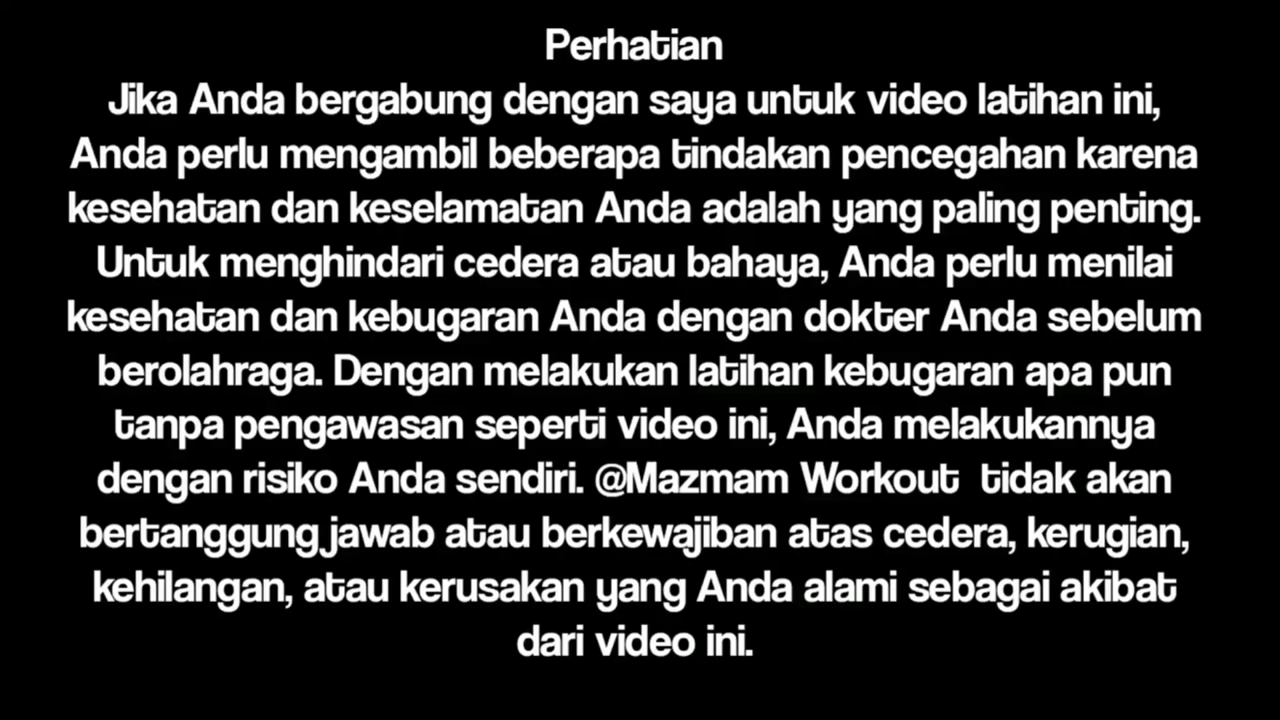 Perhatian
Jika Anda bergabung dengan saya untuk video latihan ini,
Anda perlu mengambil beberapa tindakan pencegahan karena
kesehatan dan keselamatan Anda adalah yang paling penting.
Untuk menghindari cedera atau bahaya, Anda perlu menilai
kesehatan dan kebugaran Anda dengan dokter Anda sebelum
berolahraga. Dengan melakukan latihan kebugaran apa pun
tanpa pengawasan seperti video ini, Anda melakukannya
dengan risiko Anda sendiri. @Mazmam Workout tidak akan
bertanggung jawab atau berkewajiban atas cedera, kerugian,
kehilangan, atau kerusakan yang Anda alami sebagai akibat
dari video ini.